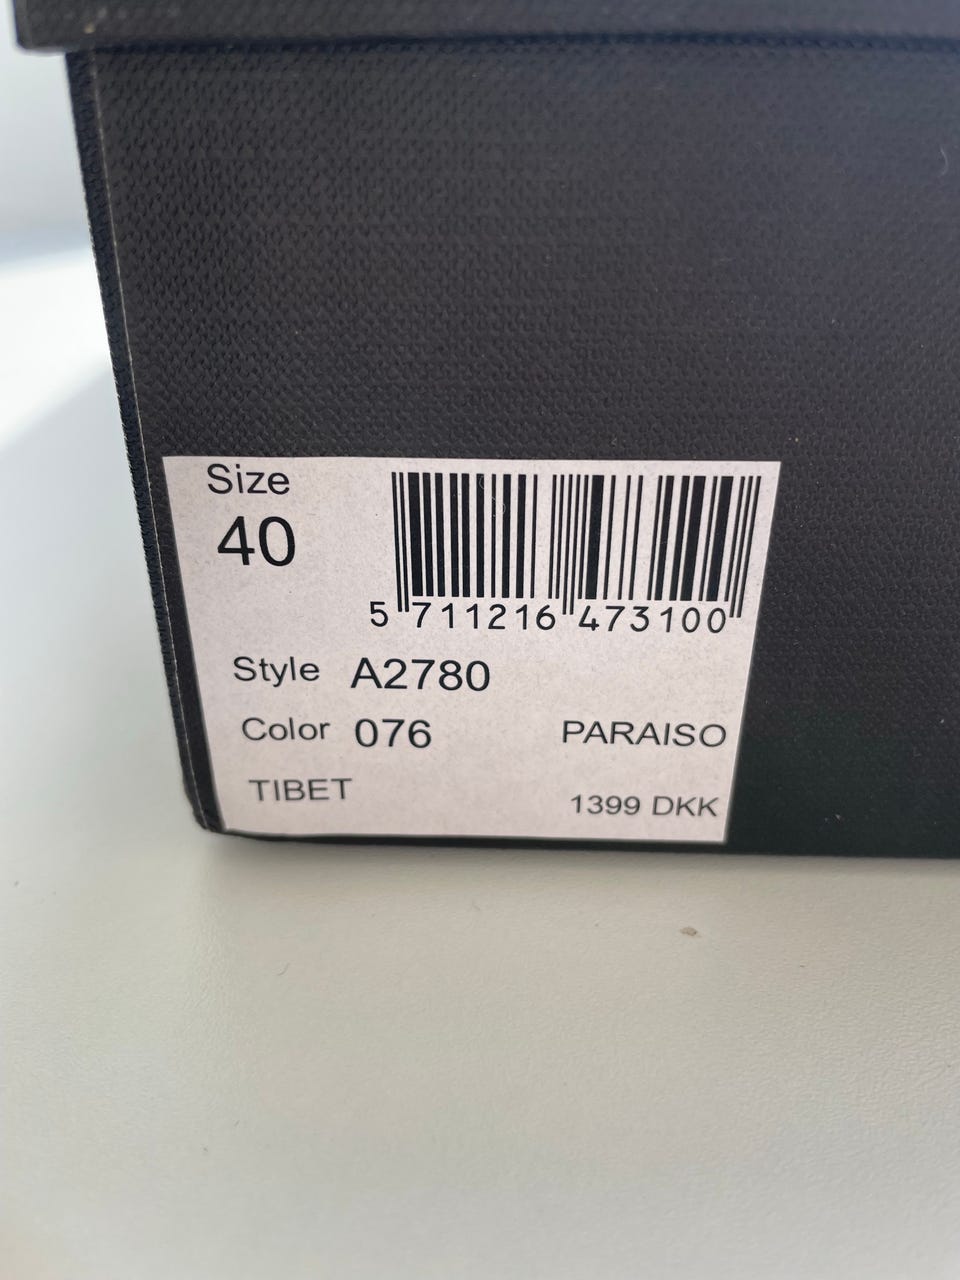 Size
40
5 711216 473100
Style A2780
Color 076 PARAISO
TIBET 1399 DKK